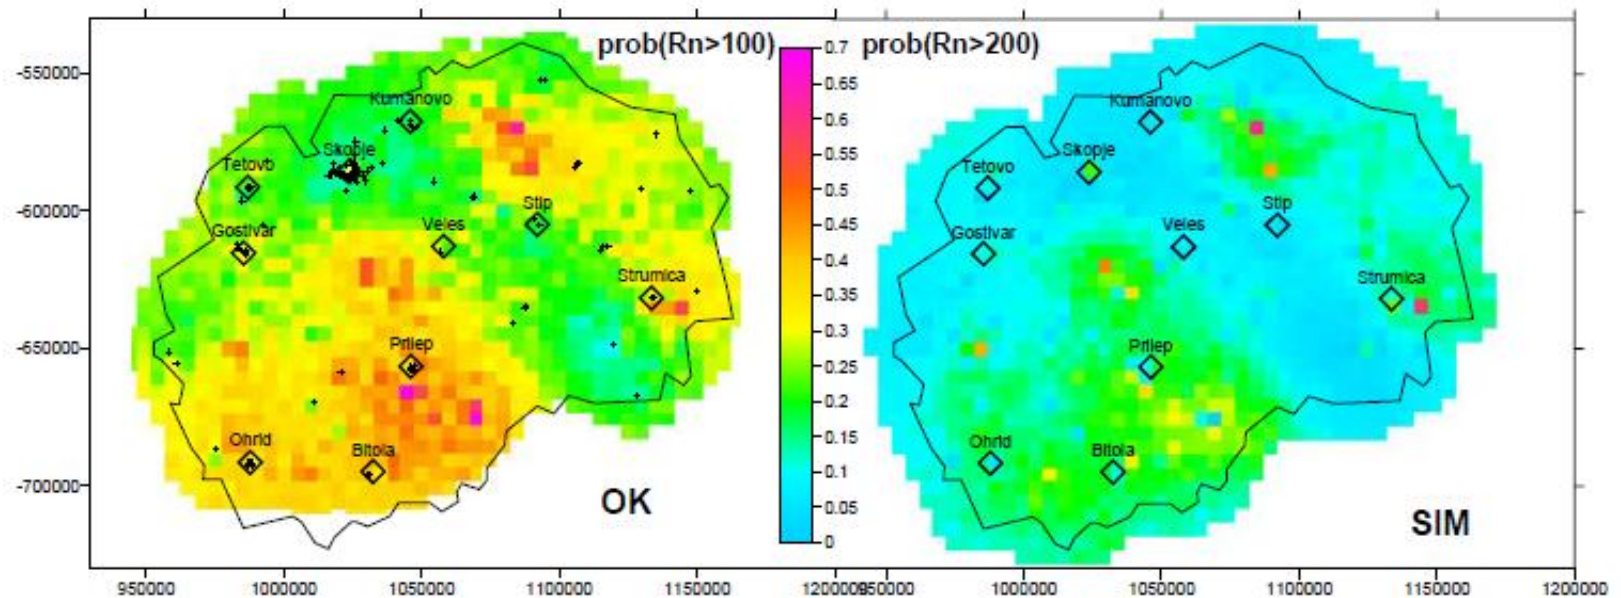 prob(Rn>100)
0.7
prob(Rn>200)
-550000
0.65
Kumanovo
Kumanovo
0.6
Skopje
Skopje
0.55
Tetovo
Tetovo
0.5
-600000
Stip
Stip
0.45
Gostivar
Veles
Gostivar
Veles
0.4
Strumica
Strumica
0.35
0.3
-650000
Prilep
Prilep
0.25
0.2
Ohrid
Bitola
0.15
Ohrid
Bitola
0.1
-700000
OK
0.05
SIM
0
950000
1000000
1050000
1100000
1150000
1200000
950000
1000000
1050000
1100000
1150000
1200000